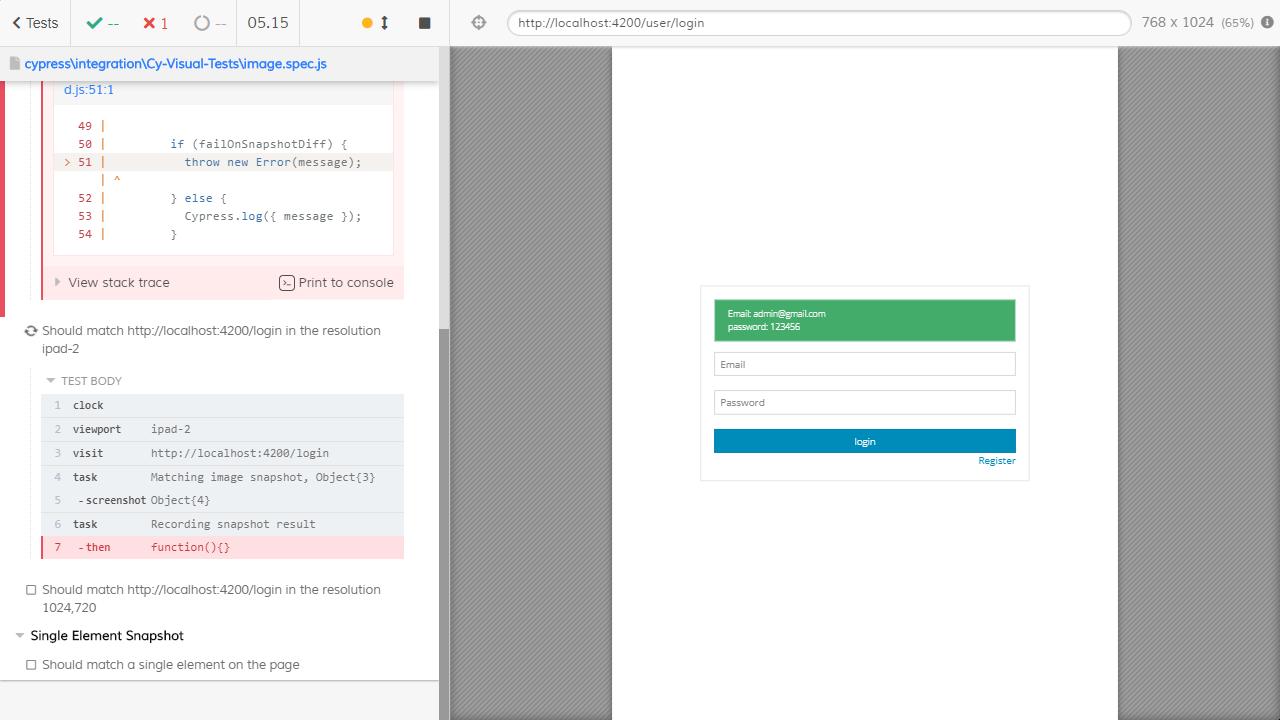 Tests
--
1
--
05.15
http://localhost:4200/user/login
768 x 1024 (65%)
cypress\integration\Cy-Visual-Tests\image.spec.js
d.js:51:1
49 |
50 | if (failOnSnapshotDiff) {
> 51 | throw new Error(message);
| ^
52 | } else {
53 | Cypress.log({ message });
54 | }
View stack trace
Print to console
Should match http://localhost:4200/login in the resolution
ipad-2
TEST BODY
1 clock
2 viewport ipad-2
3 visit http://localhost:4200/login
4 task Matching image snapshot, Object{3}
5 -screenshot Object{4}
6 task Recording snapshot result
7 -then function(){}
Should match http://localhost:4200/login in the resolution
1024,720
Single Element Snapshot
Should match a single element on the page
Email: admin@gmail.com
password: 123456
Email
Password
login
Register